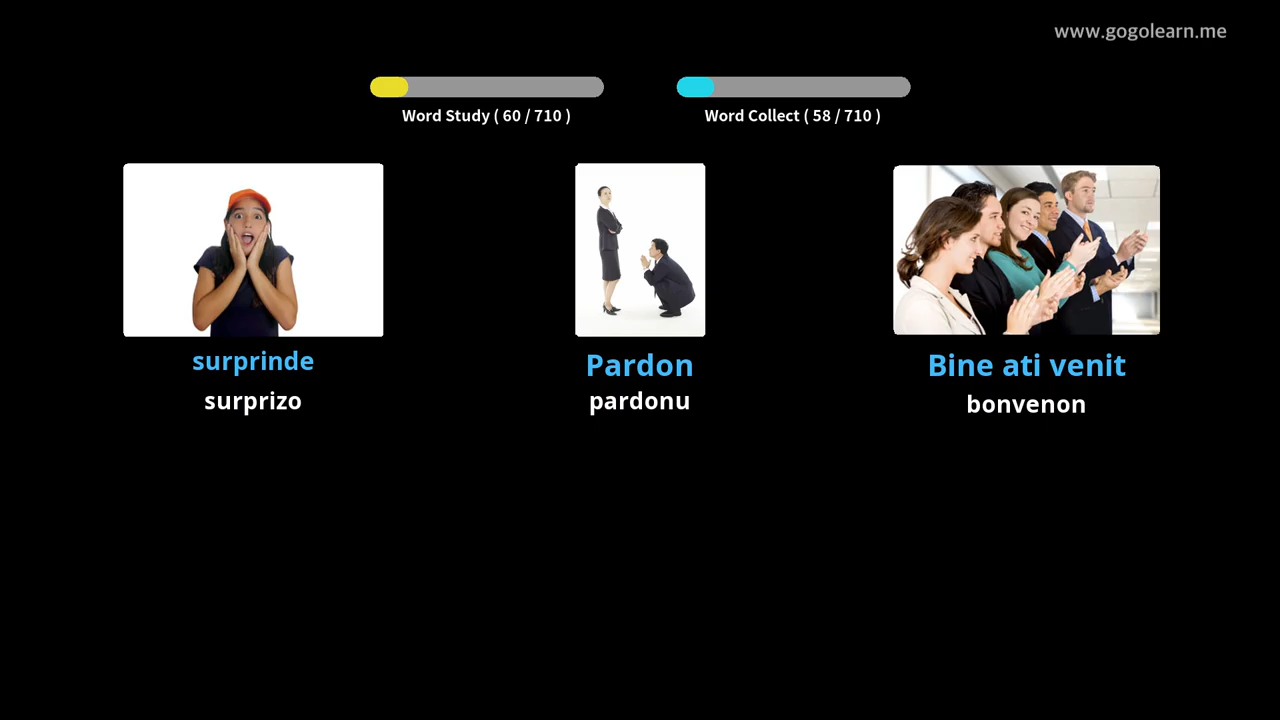 www.gogolearn.me
Word Study ( 60 / 710 )
Word Collect ( 58 / 710 )
surprinde
surprizo
Pardon
pardonu
Bine ati venit
bonvenon